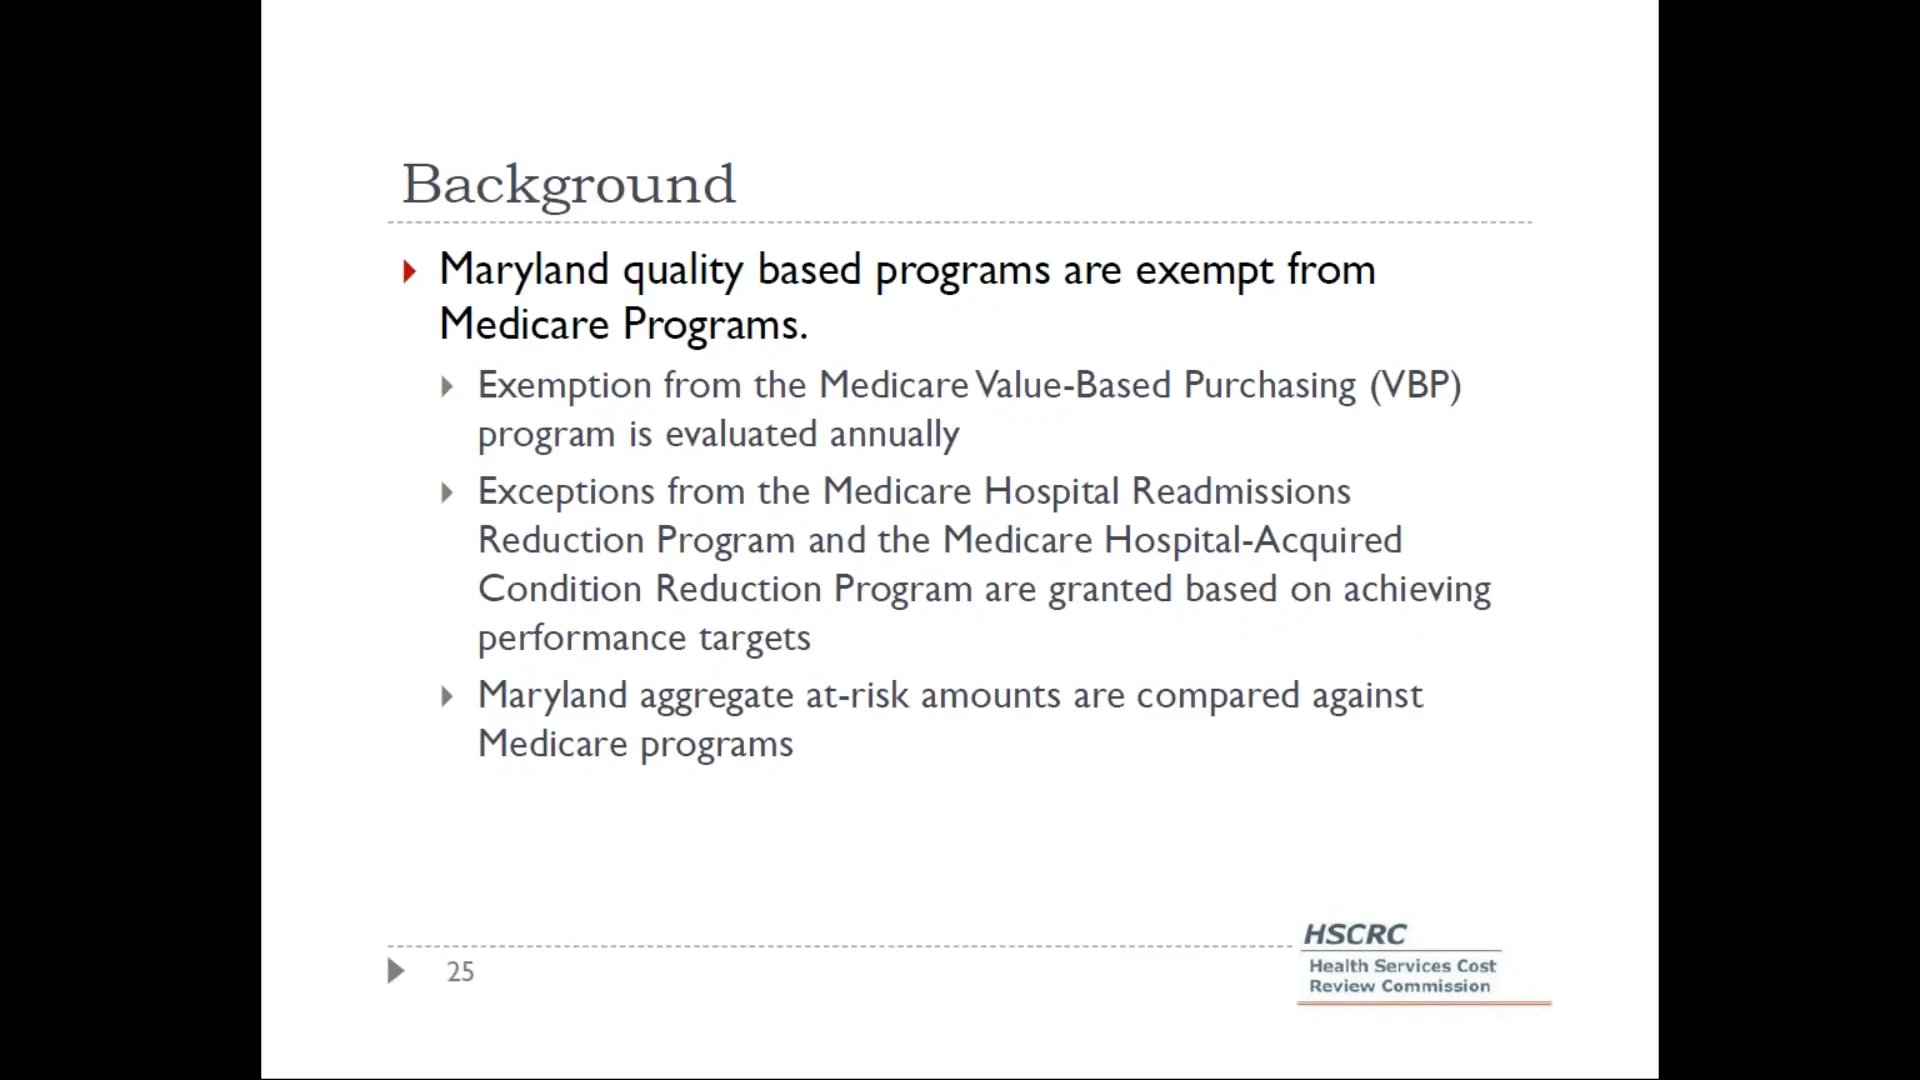 Background
Maryland quality based programs are exempt from
Medicare Programs.
Exemption from the Medicare Value-Based Purchasing (VBP)
program is evaluated annually
Exceptions from the Medicare Hospital Readmissions
Reduction Program and the Medicare Hospital-Acquired
Condition Reduction Program are granted based on achieving
performance targets
Maryland aggregate at-risk amounts are compared against
Medicare programs
25
HSCRC
Health Services Cost
Review Commission